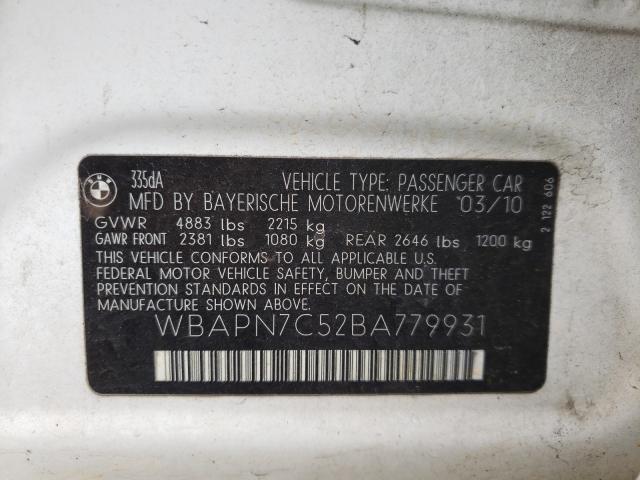 BMW 335dA VEHICLE TYPE: PASSENGER CAR
MFD BY BAYERISCHE MOTORENWERKE 03/10
GVWR 4883 lbs 2215 kg
GAWR FRONT 2381 lbs 1080 kg REAR 2646 lbs 1200 kg
THIS VEHICLE CONFORMS TO ALL APPLICABLE U.S.
FEDERAL MOTOR VEHICLE SAFETY, BUMPER AND THEFT
PREVENTION STANDARDS IN EFFECT ON THE DATE OF
MANUFACTURE SHOWN ABOVE.
WBAPN7C52BA779931
2 122 606